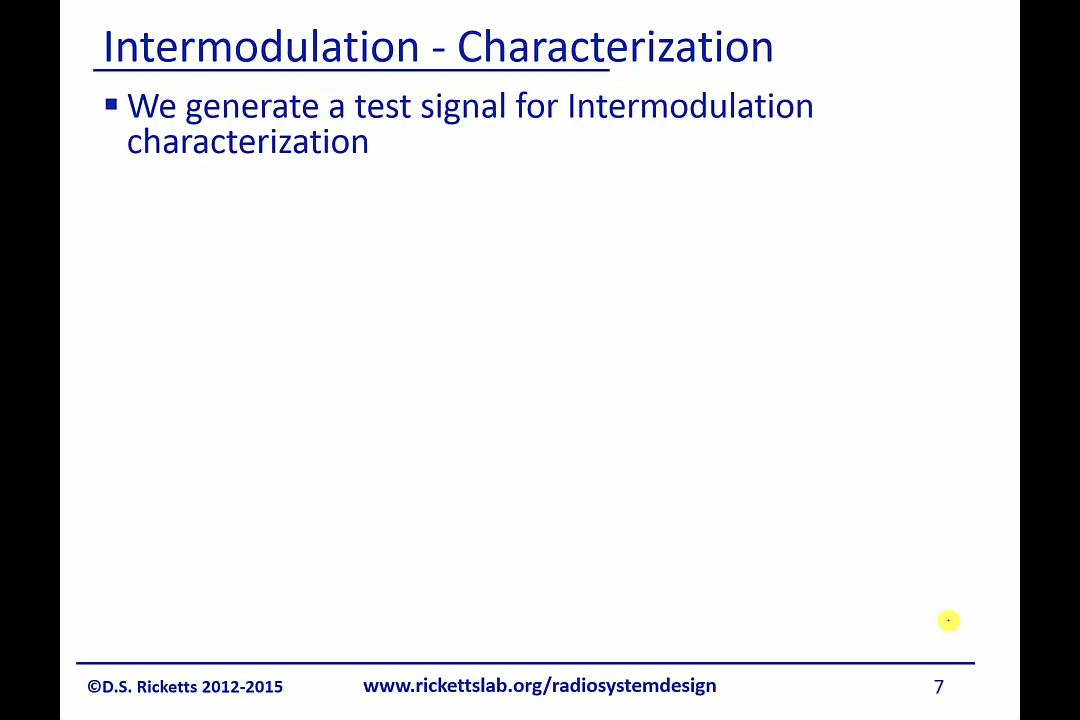 Intermodulation - Characterization
▪ We generate a test signal for Intermodulation
characterization
©D.S. Ricketts 2012-2015
www.rickettslab.org/radiosystemdesign
7